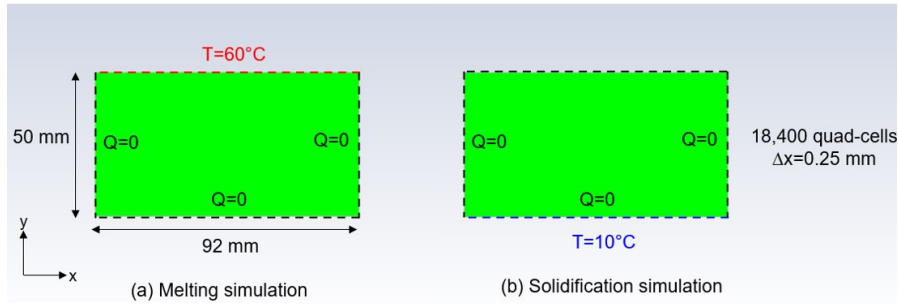 T=60°C
50 mm
Q=0
Q=0
Q=0
92 mm
y
x
(a) Melting simulation
Q=0
Q=0
Q=0
T=10°C
(b) Solidification simulation
18,400 quad-cells
Δx=0.25 mm